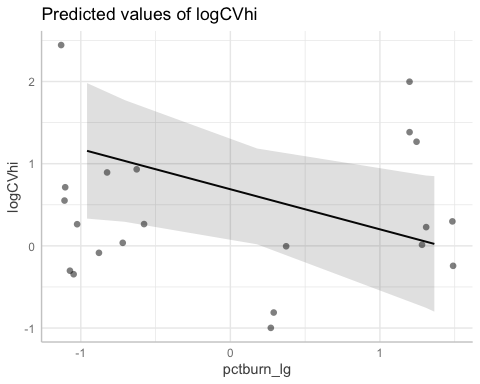 Predicted values of logCVhi
2
1
0
-1
logCVhi
-1
0
1
pctburn_lg